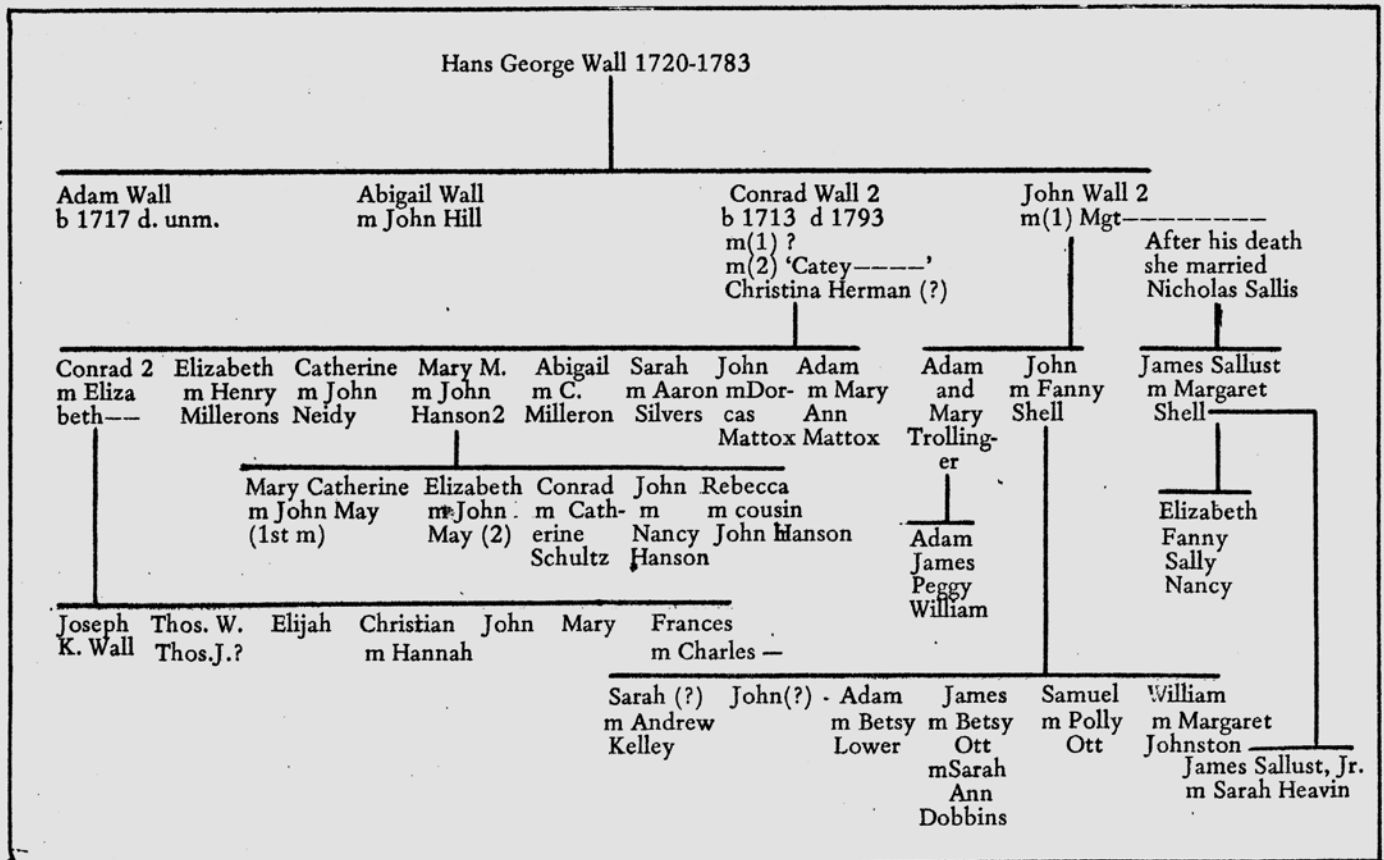 Hans George Wall 1720-1783
Adam Wall
b 1717 d. unm.
Abigail Wall
m John Hill
Conrad Wall 2
b 1713 d 1793
m(1) ?
m(2) ‘Catey-----’
Christina Herman (?)
John Wall 2
m(1) Mgt---------
After his death
she married
Nicholas Sallis
Conrad 2
m Eliza
beth--
Elizabeth
m Henry
Millerons
Catherine
m John
Neidy
Mary M.
m John
Hanson2
Abigail
m C.
Milleron
Sarah
m Aaron
Silvers
John
mDor-
cas
Mattox
Adam
m Mary
Ann
Mattox
Adam
and
Mary
Trolling-
er
John
m Fanny
Shell
James Sallust
m Margaret
Shell
Mary Catherine
m John May
(1st m)
Elizabeth
m John
May (2)
Conrad
m Cath-
erine
Schultz
John
m
Nancy
Hanson
Rebecca
m cousin
John Hanson
Adam
James
Peggy
William
Elizabeth
Fanny
Sally
Nancy
Joseph
K. Wall
Thos. W.
Thos.J.?
Elijah
Christian
m Hannah
John
Mary
Frances
m Charles —
Sarah (?)
m Andrew
Kelley
John(?)
Adam
m Betsy
Lower
James
m Betsy
Ott
mSarah
Ann
Dobbins
Samuel
m Polly
Ott
William
m Margaret
Johnston
James Sallust, Jr.
m Sarah Heavin